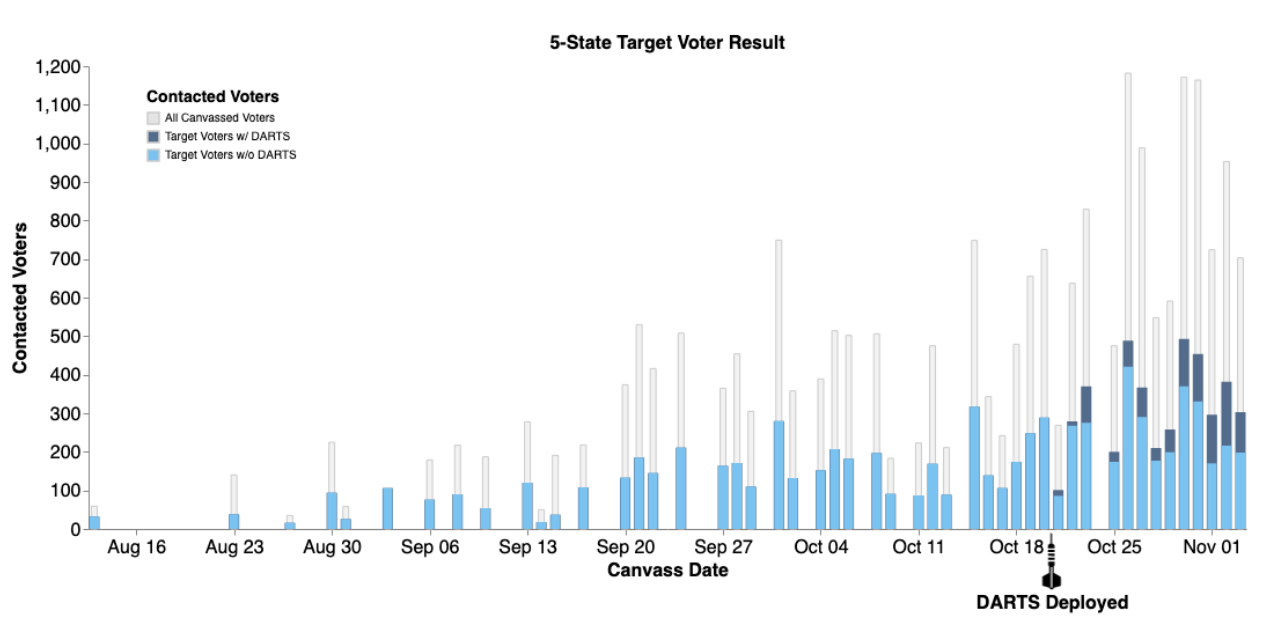 5-State Target Voter Result
Contacted Voters
All Canvassed Voters
Target Voters w/ DARTS
Target Voters w/o DARTS
1,200
1,100
1,000
900
800
700
600
500
400
300
200
100
0
Contacted Voters
Aug 16 Aug 23 Aug 30 Sep 06 Sep 13 Sep 20 Sep 27 Oct 04 Oct 11 Oct 18 Oct 25 Nov 01
Canvass Date
DARTS Deployed